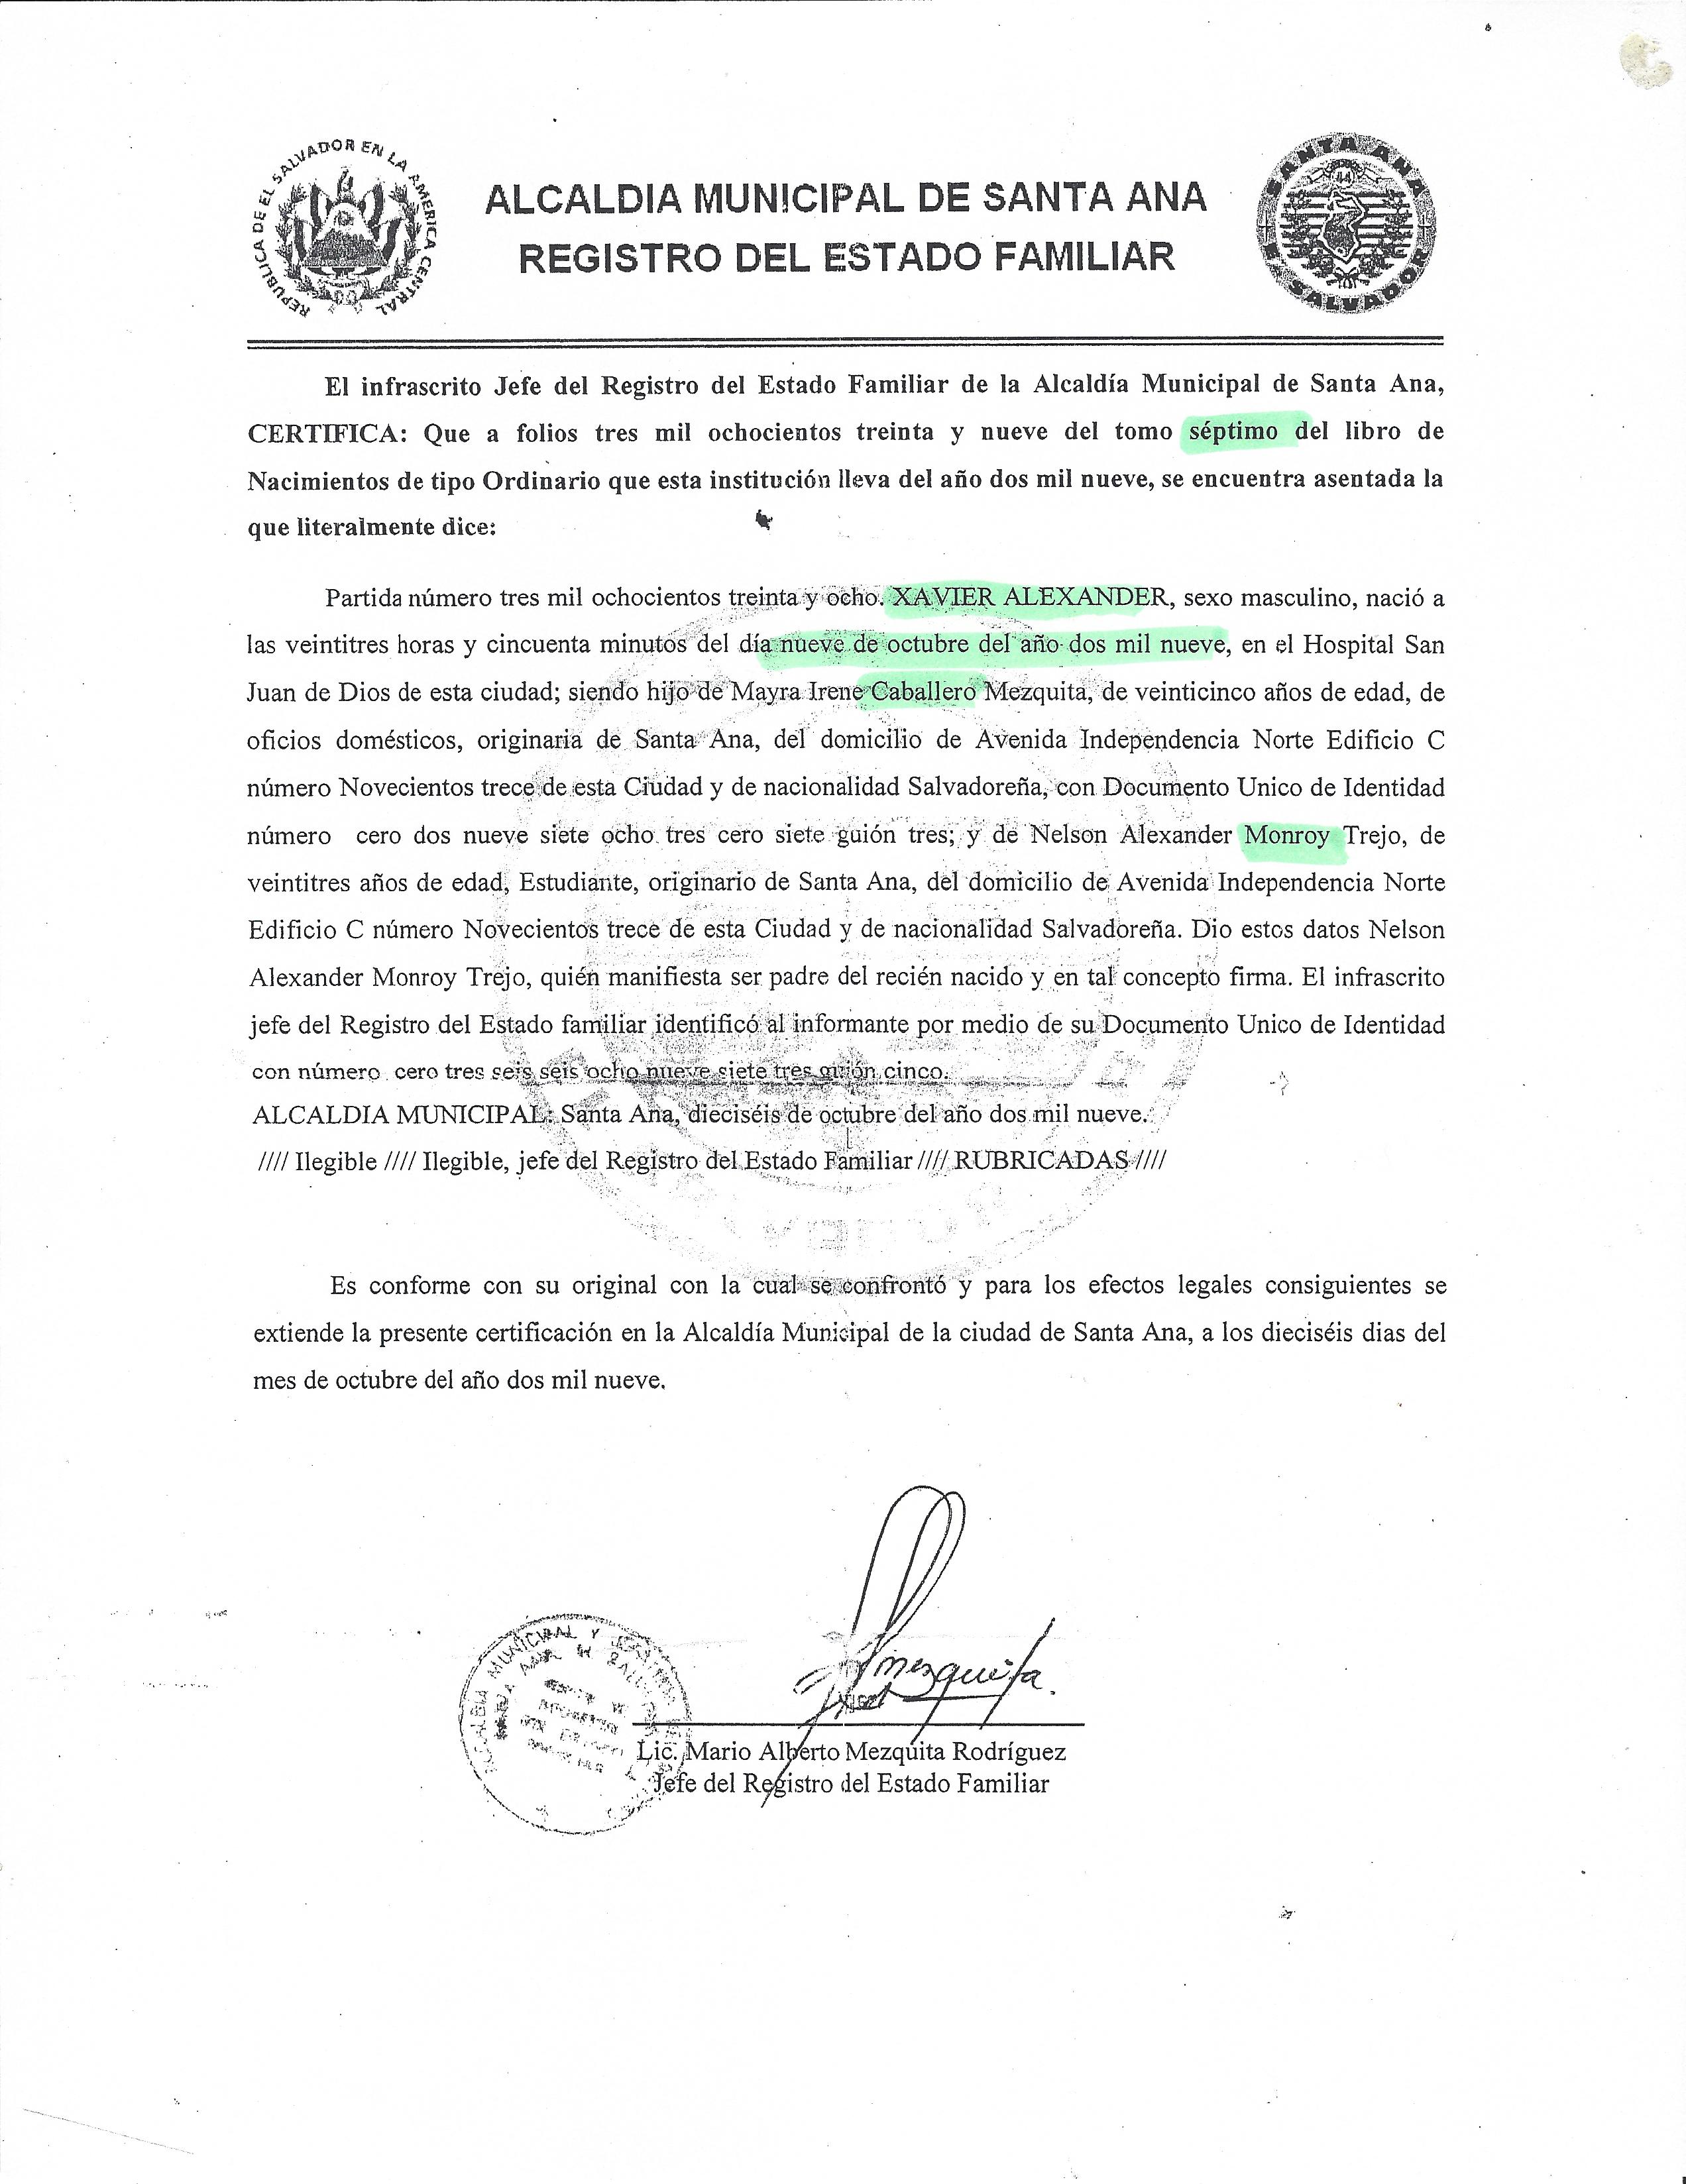 REPUBLICA DE EL SALVADOR EN LA AMERICA CENTRAL
ALCALDIA MUNICIPAL DE SANTA ANA
REGISTRO DEL ESTADO FAMILIAR
SANTA ANA
EL SALVADOR
El infrascrito Jefe del Registro del Estado Familiar de la Alcaldía Municipal de Santa Ana,
CERTIFICA: Que a folios tres mil ochocientos treinta y nueve del tomo séptimo del libro de
Nacimientos de tipo Ordinario que esta institución lleva del año dos mil nueve, se encuentra asentada la
que literalmente dice:
Partida número tres mil ochocientos treinta y ocho. XAVIER ALEXANDER, sexo masculino, nació a
las veintitres horas y cincuenta minutos del día nueve de octubre del año dos mil nueve, en el Hospital San
Juan de Dios de esta ciudad; siendo hijo de Mayra Irene Caballero Mezquita, de veinticinco años de edad, de
oficios domésticos, originaria de Santa Ana, del domicilio de Avenida Independencia Norte Edificio C
número Novecientos trece de esta Ciudad y de nacionalidad Salvadoreña, con Documento Unico de Identidad
número cero dos nueve siete ocho tres cero siete guión tres; y de Nelson Alexander Monroy Trejo, de
veintitres años de edad, Estudiante, originario de Santa Ana, del domicilio de Avenida Independencia Norte
Edificio C número Novecientos trece de esta Ciudad y de nacionalidad Salvadoreña. Dio estos datos Nelson
Alexander Monroy Trejo, quién manifiesta ser padre del recién nacido y en tal concepto firma. El infrascrito
jefe del Registro del Estado familiar identificó al informante por medio de su Documento Unico de Identidad
con número cero tres seis seis ocho nueve siete tres guión cinco.
ALCALDIA MUNICIPAL: Santa Ana, dieciséis de octubre del año dos mil nueve.
//// Ilegible //// Ilegible, jefe del Registro del Estado Familiar //// RUBRICADAS ////
Es conforme con su original con la cual se confrontó y para los efectos legales consiguientes se
extiende la presente certificación en la Alcaldía Municipal de la ciudad de Santa Ana, a los dieciséis dias del
mes de octubre del año dos mil nueve.
mezquita
Lic. Mario Alberto Mezquita Rodríguez
Jefe del Registro del Estado Familiar